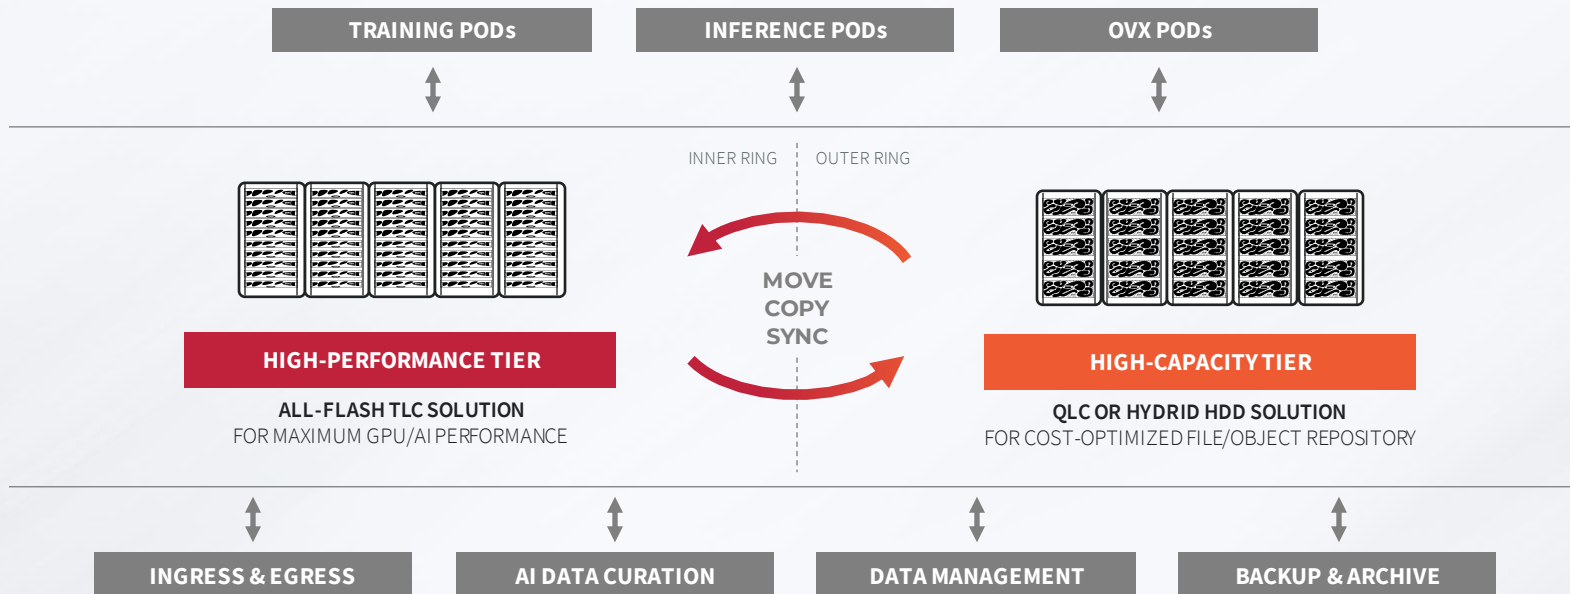 TRAINING PODs
INFERENCE PODs
OVX PODs
INNER RING
OUTER RING
MOVE
COPY
SYNC
HIGH-PERFORMANCE TIER
ALL-FLASH TLC SOLUTION
FOR MAXIMUM GPU/AI PERFORMANCE
HIGH-CAPACITY TIER
QLC OR HYDRID HDD SOLUTION
FOR COST-OPTIMIZED FILE/OBJECT REPOSITORY
INGRESS & EGRESS
AI DATA CURATION
DATA MANAGEMENT
BACKUP & ARCHIVE